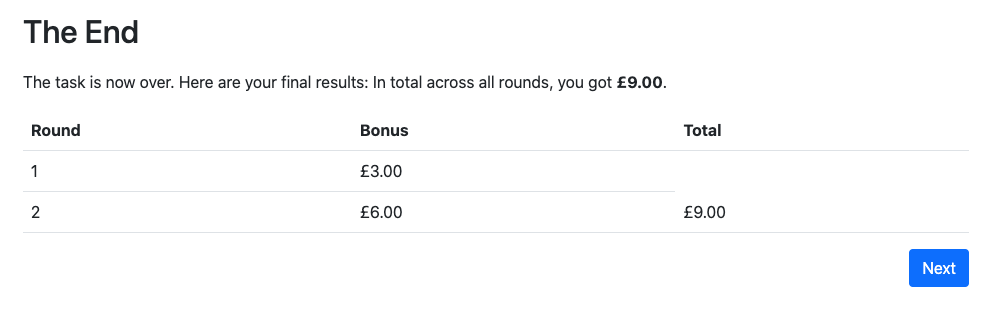 The End
The task is now over. Here are your final results: In total across all rounds, you got £9.00.
Round Bonus Total
1 £3.00
2 £6.00 £9.00
Next